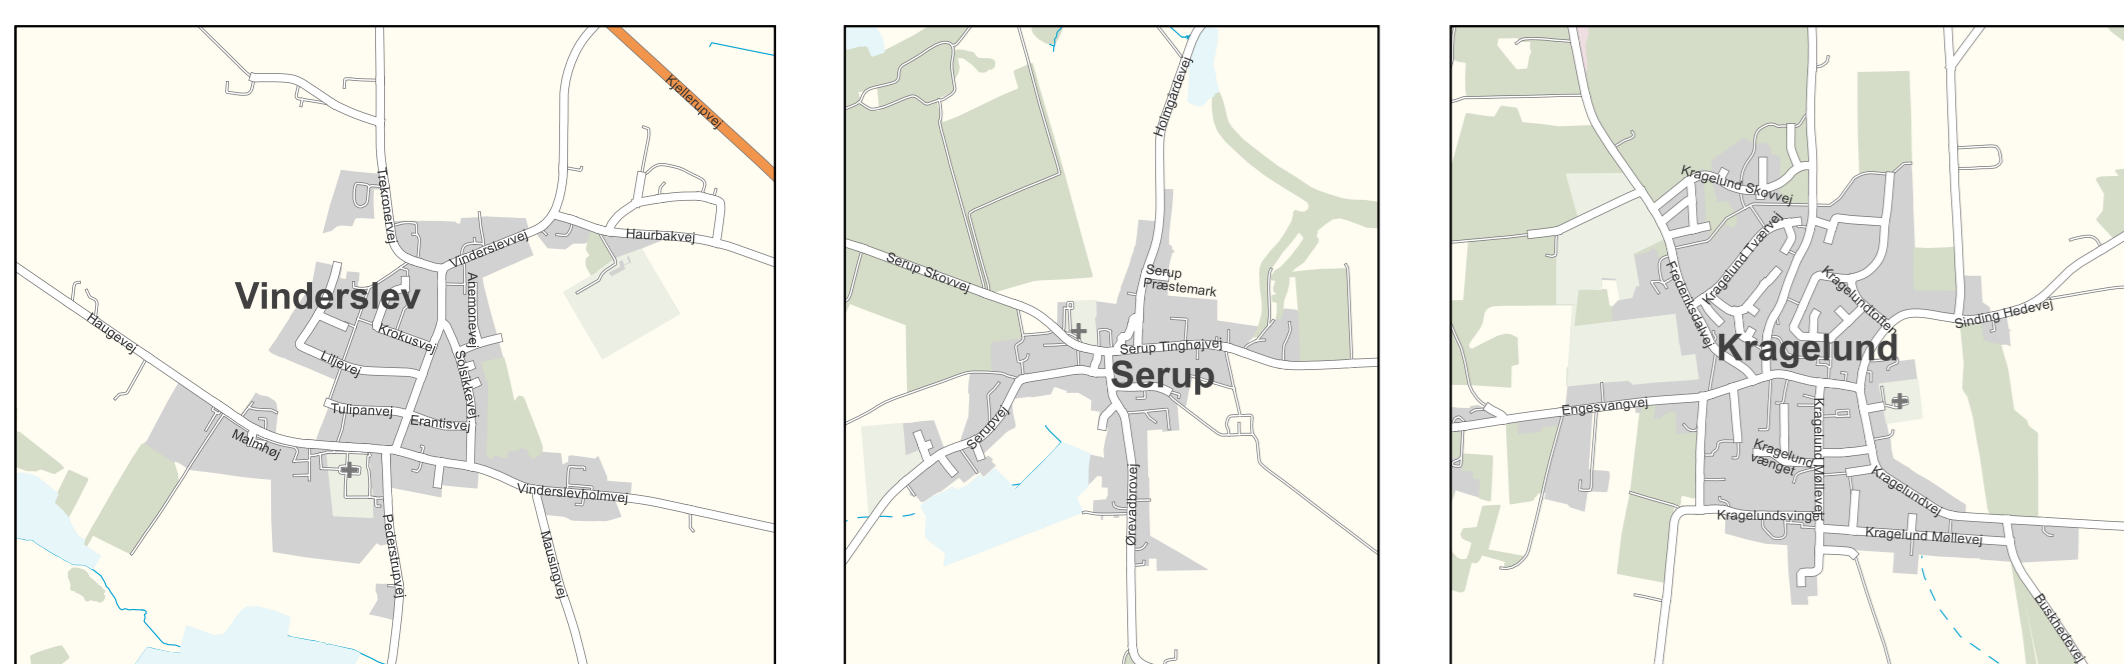 Kjellerupvej
Trekronervej
Vinderslevvej
Haurbakvej
Vinderslev
Anemonevej
Haugevej
Krokusvej
Liljevej
Solsikkevej
Tulipanvej
Erantisvej
Malmhøj
Vinderslevholmvej
Pederstrupvej
Mausingvej
Holmgårdevej
Serup Skovvej
Serup
Præstemark
Serup Tinghøjvej
Serup
Serupvej
Ørevadbrovej
Kragelund Skovvej
Kragelund Tværvej
Frederiksdalvej
Kragelundtoften
Sinding Hedevej
Kragelund
Engesvangvej
Kragelund Møllevej
Kragelund
vænget
Kragelundvej
Kragelundsvinget
Kragelund Møllevej
Buskhedevej